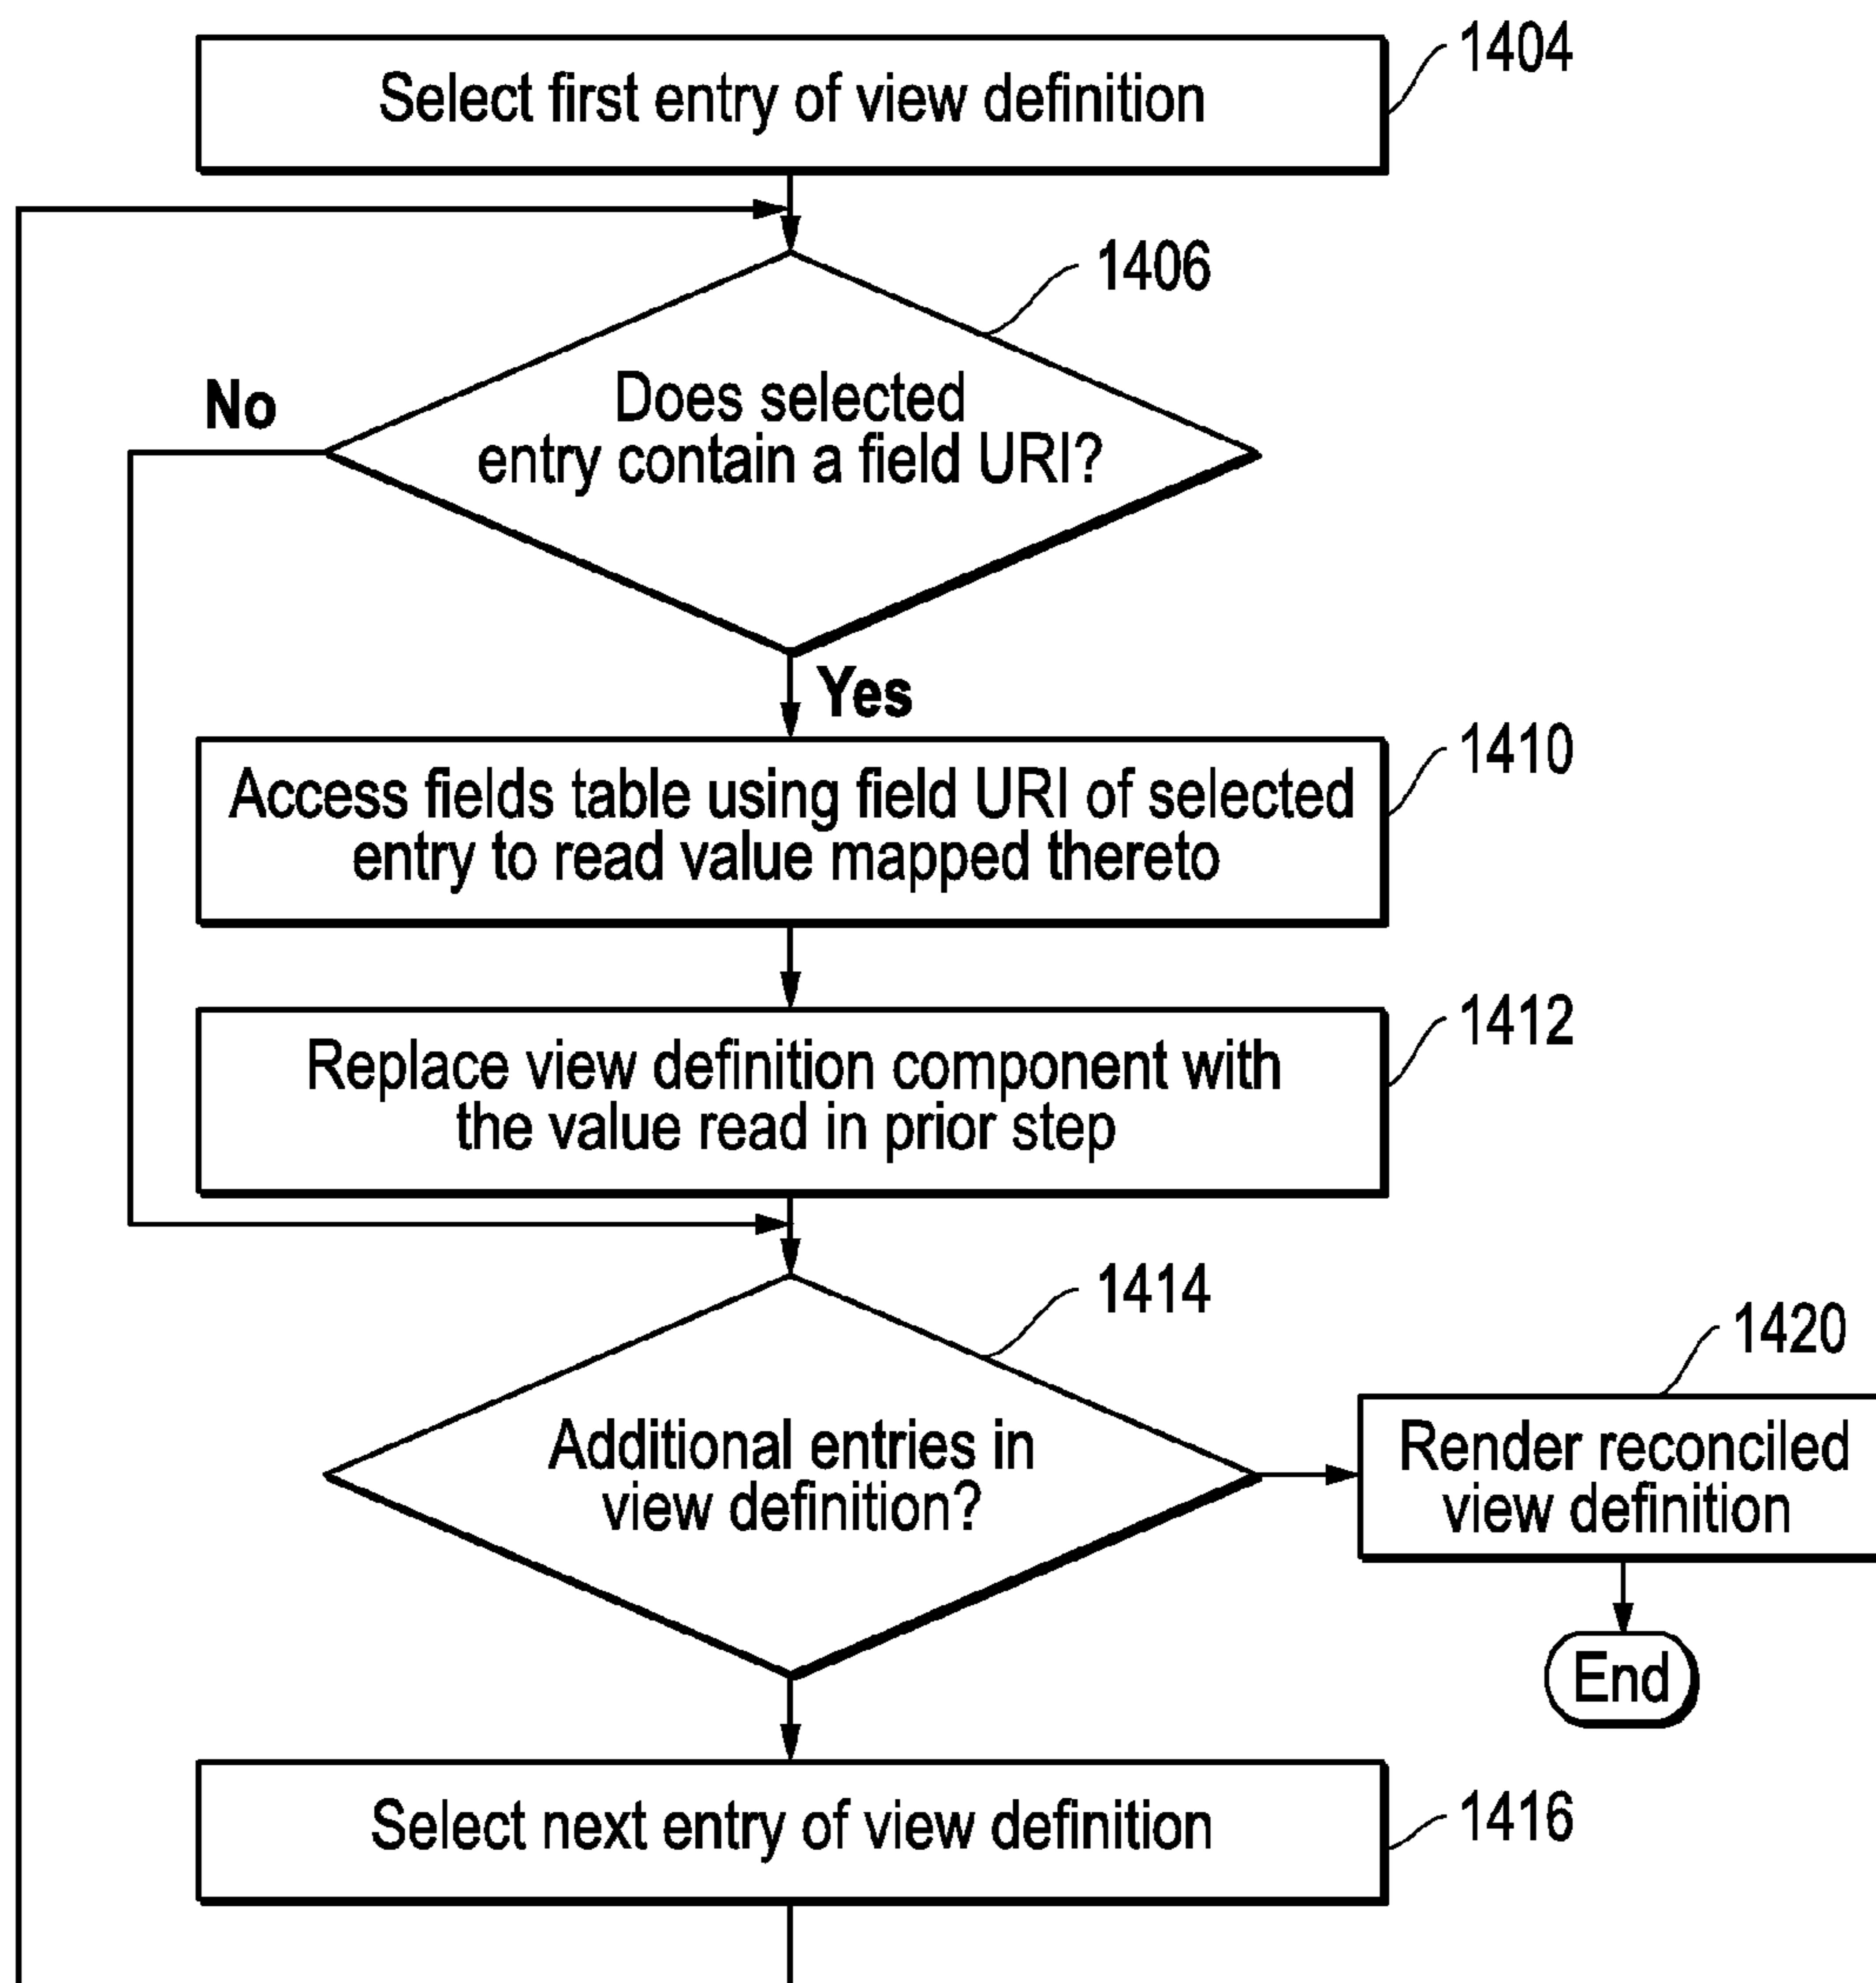 Select first entry of view definition
1404
1406
Does selected
entry contain a field URI?
No
Yes
Access fields table using field URI of selected
entry to read value mapped thereto
1410
Replace view definition component with
the value read in prior step
1412
1414
Additional entries in
view definition?
1420
Render reconciled
view definition
End
Select next entry of view definition
1416